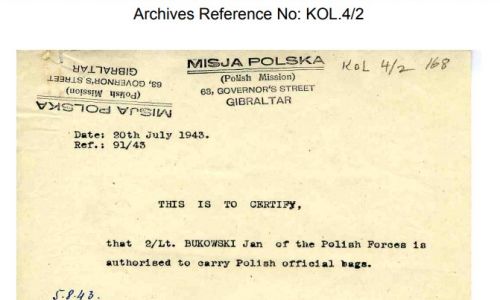 Archives Reference No: KOL.4/2
MISJA POLSKA
(Polish Mission)
63, GOVERNOR'S STREET
GIBRALTAR
MISJA POLSKA
(Polish Mission)
63, GOVERNOR'S STREET
GIBRALTAR
KOL 4/2 168
Date: 20th July 1943.
Ref.: 91/43
THIS IS TO CERTIFY,
that 2/Lt. BUKOWSKI Jan of the Polish Forces is
authorised to carry Polish official bags.
5.8.43.